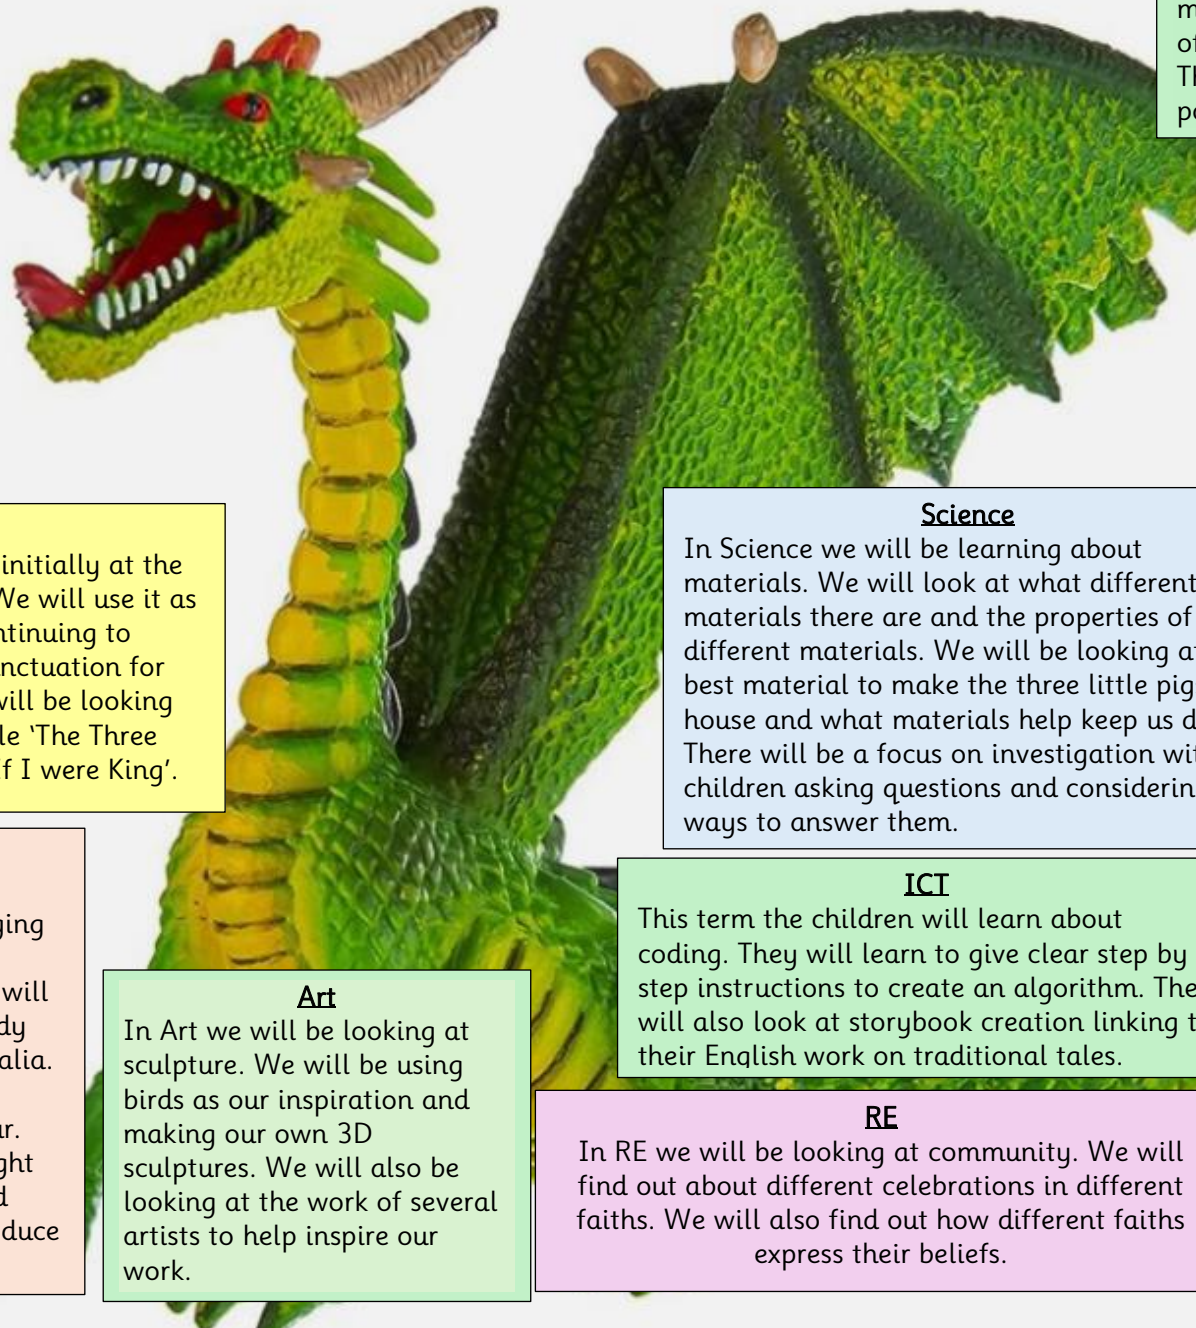 of
initially at the
We will use it as
nctuation for
will be looking
le 'The Three
f I were King'.
will
alia.
Art
In Art we will be looking at
sculpture. We will be using
birds as our inspiration and
making our own 3D
sculptures. We will also be
looking at the work of several
artists to help inspire our
work.
Science
In Science we will be learning about
materials. We will look at what different
materials there are and the properties of
different materials. We will be looking a
best material to make the three little pig
house and what materials help keep us d
There will be a focus on investigation wi
children asking questions and considerin
ways to answer them.
ICT
This term the children will learn about
coding. They will learn to give clear step by
step instructions to create an algorithm. The
will also look at storybook creation linking t
their English work on traditional tales.
RE
In RE we will be looking at community. We will
find out about different celebrations in different
faiths. We will also find out how different faiths
express their beliefs.